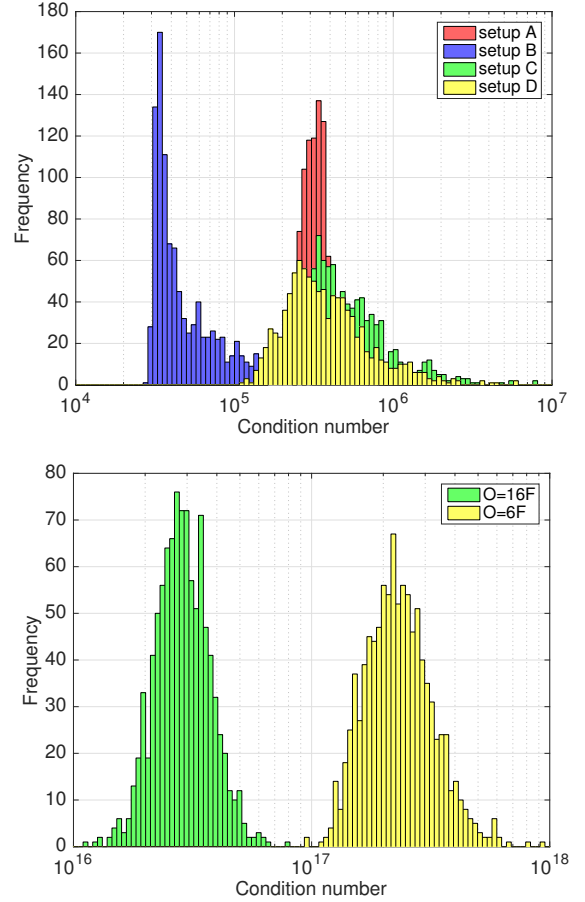 180
160
140
120
100
80
60
40
20
0
Frequency
setup A
setup B
setup C
setup D
10^4 10^5 10^6 10^7
Condition number
80
70
60
50
40
30
20
10
0
Frequency
O=16F
O=6F
10^16 10^17 10^18
Condition number